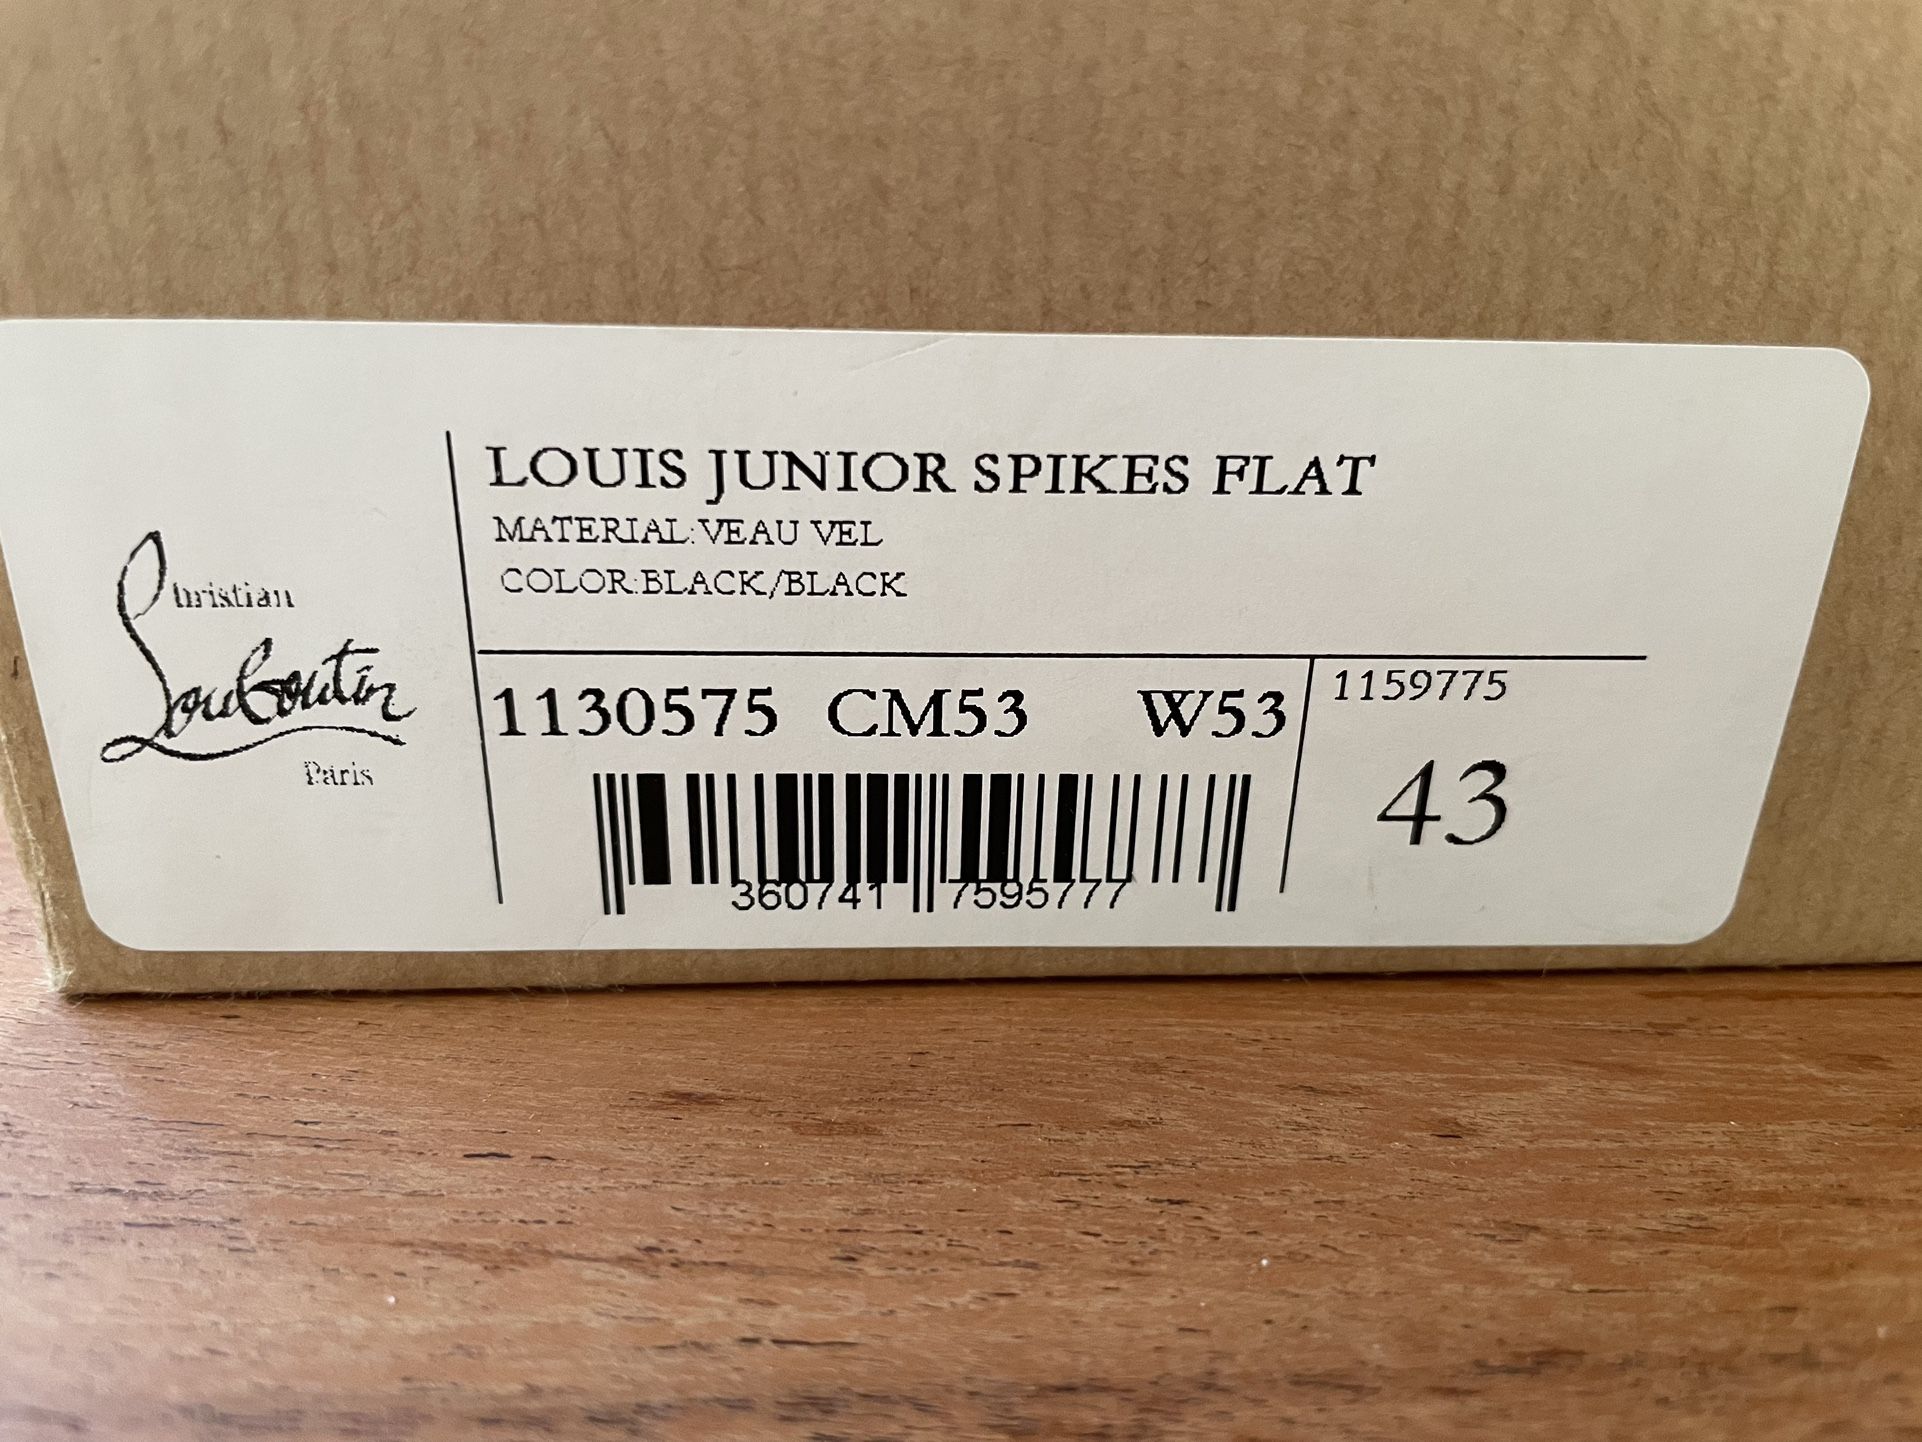 Christian
Louboutin
Paris
LOUIS JUNIOR SPIKES FLAT
MATERIAL:VEAU VEL
COLOR:BLACK/BLACK
1130575 CM53 W53
360741 7595777
1159775
43